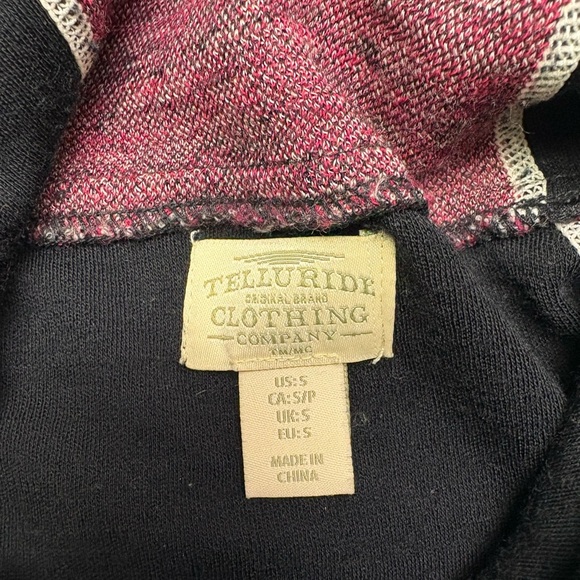 TELLURIDE
ORIGINAL BRAND
CLOTHING
COMPANY
TM/MC
US: S
CA: S/P
UK: S
EU: S
MADE IN
CHINA